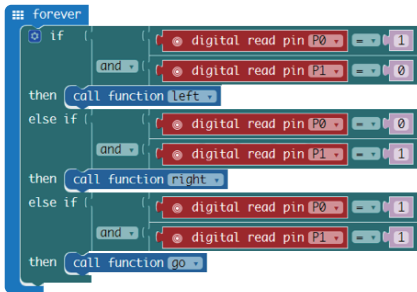 forever
if digital read pin P0 = 1
and digital read pin P1 = 0
then call function left
else if digital read pin P0 = 0
and digital read pin P1 = 1
then call function right
else if digital read pin P0 = 1
and digital read pin P1 = 1
then call function go